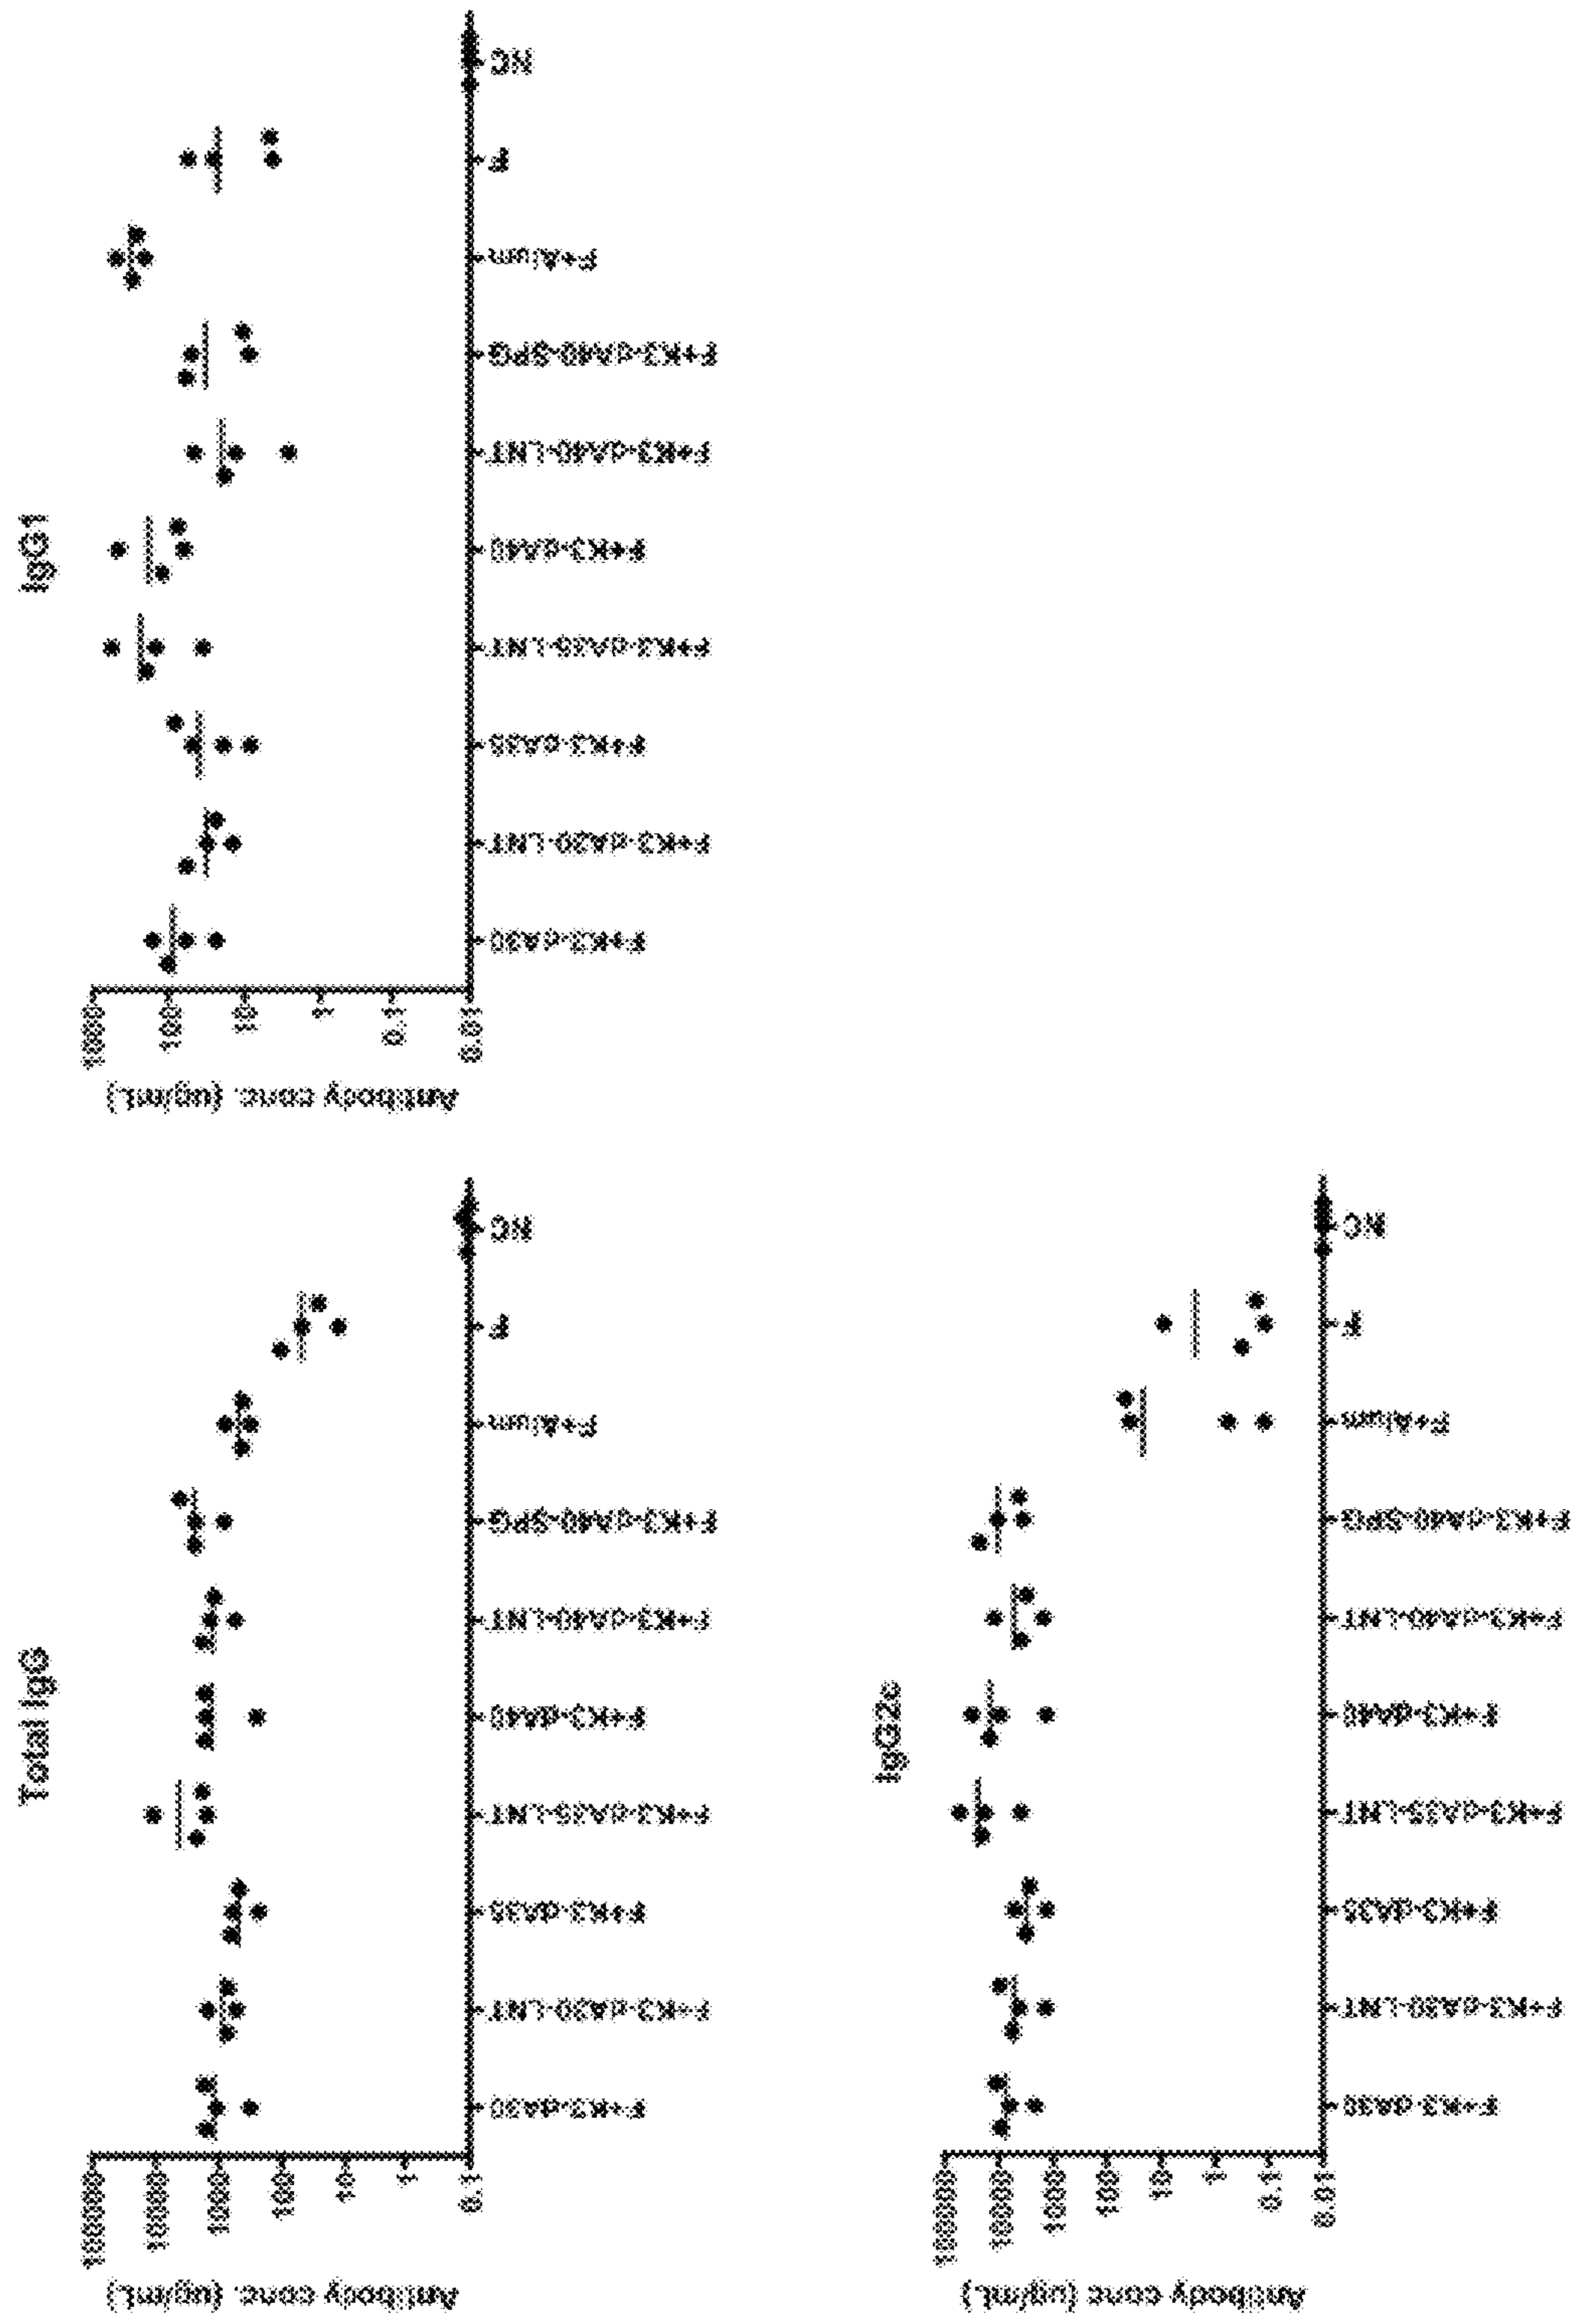 Total IgG
Antibody conc. (ug/mL)
100000
10000
1000
100
10
1
0.1
F+K3-dA30
F+K3-dA30-LNT
F+K3-dA35
F+K3-dA35-LNT
F+K3-dA40
F+K3-dA40-LNT
F+K3-dA40-SPG
F+Alum
F
NC
IgG1
Antibody conc. (ug/mL)
1000
100
10
1
0.1
0.01
F+K3-dA30
F+K3-dA30-LNT
F+K3-dA35
F+K3-dA35-LNT
F+K3-dA40
F+K3-dA40-LNT
F+K3-dA40-SPG
F+Alum
F
NC
IgG2c
Antibody conc (ug/mL)
100000
10000
1000
100
10
1
0.1
0.01
F+K3-dA30
F+K3-dA30-LNT
F+K3-dA35
F+K3-dA35-LNT
F+K3-dA40
F+K3-dA40-LNT
F+K3-dA40-SPG
F+Alum
F
NC